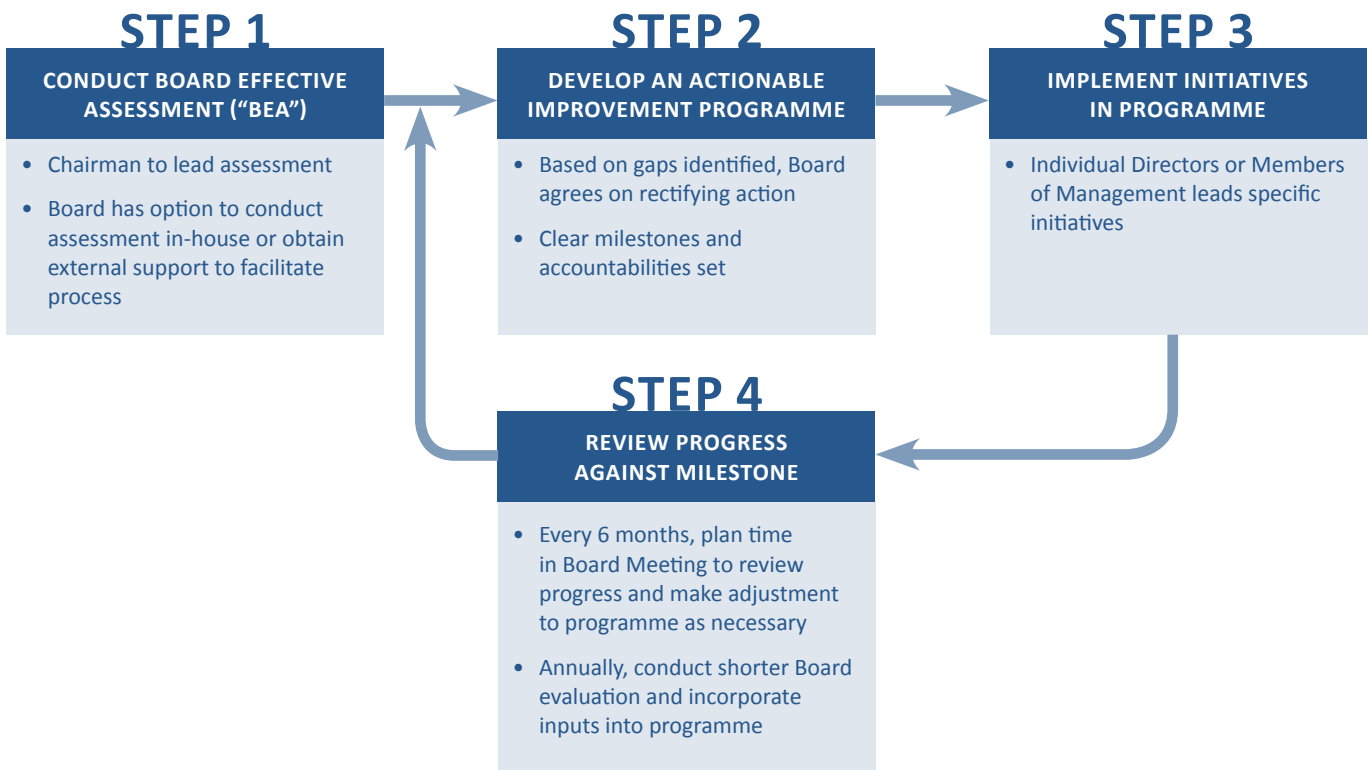 STEP 1
CONDUCT BOARD EFFECTIVE
ASSESSMENT (“BEA”)
• Chairman to lead assessment
• Board has option to conduct
assessment in-house or obtain
external support to facilitate
process
STEP 2
DEVELOP AN ACTIONABLE
IMPROVEMENT PROGRAMME
• Based on gaps identified, Board
agrees on rectifying action
• Clear milestones and
accountabilities set
STEP 3
IMPLEMENT INITIATIVES
IN PROGRAMME
• Individual Directors or Members
of Management leads specific
initiatives
STEP 4
REVIEW PROGRESS
AGAINST MILESTONE
• Every 6 months, plan time
in Board Meeting to review
progress and make adjustment
to programme as necessary
• Annually, conduct shorter Board
evaluation and incorporate
inputs into programme